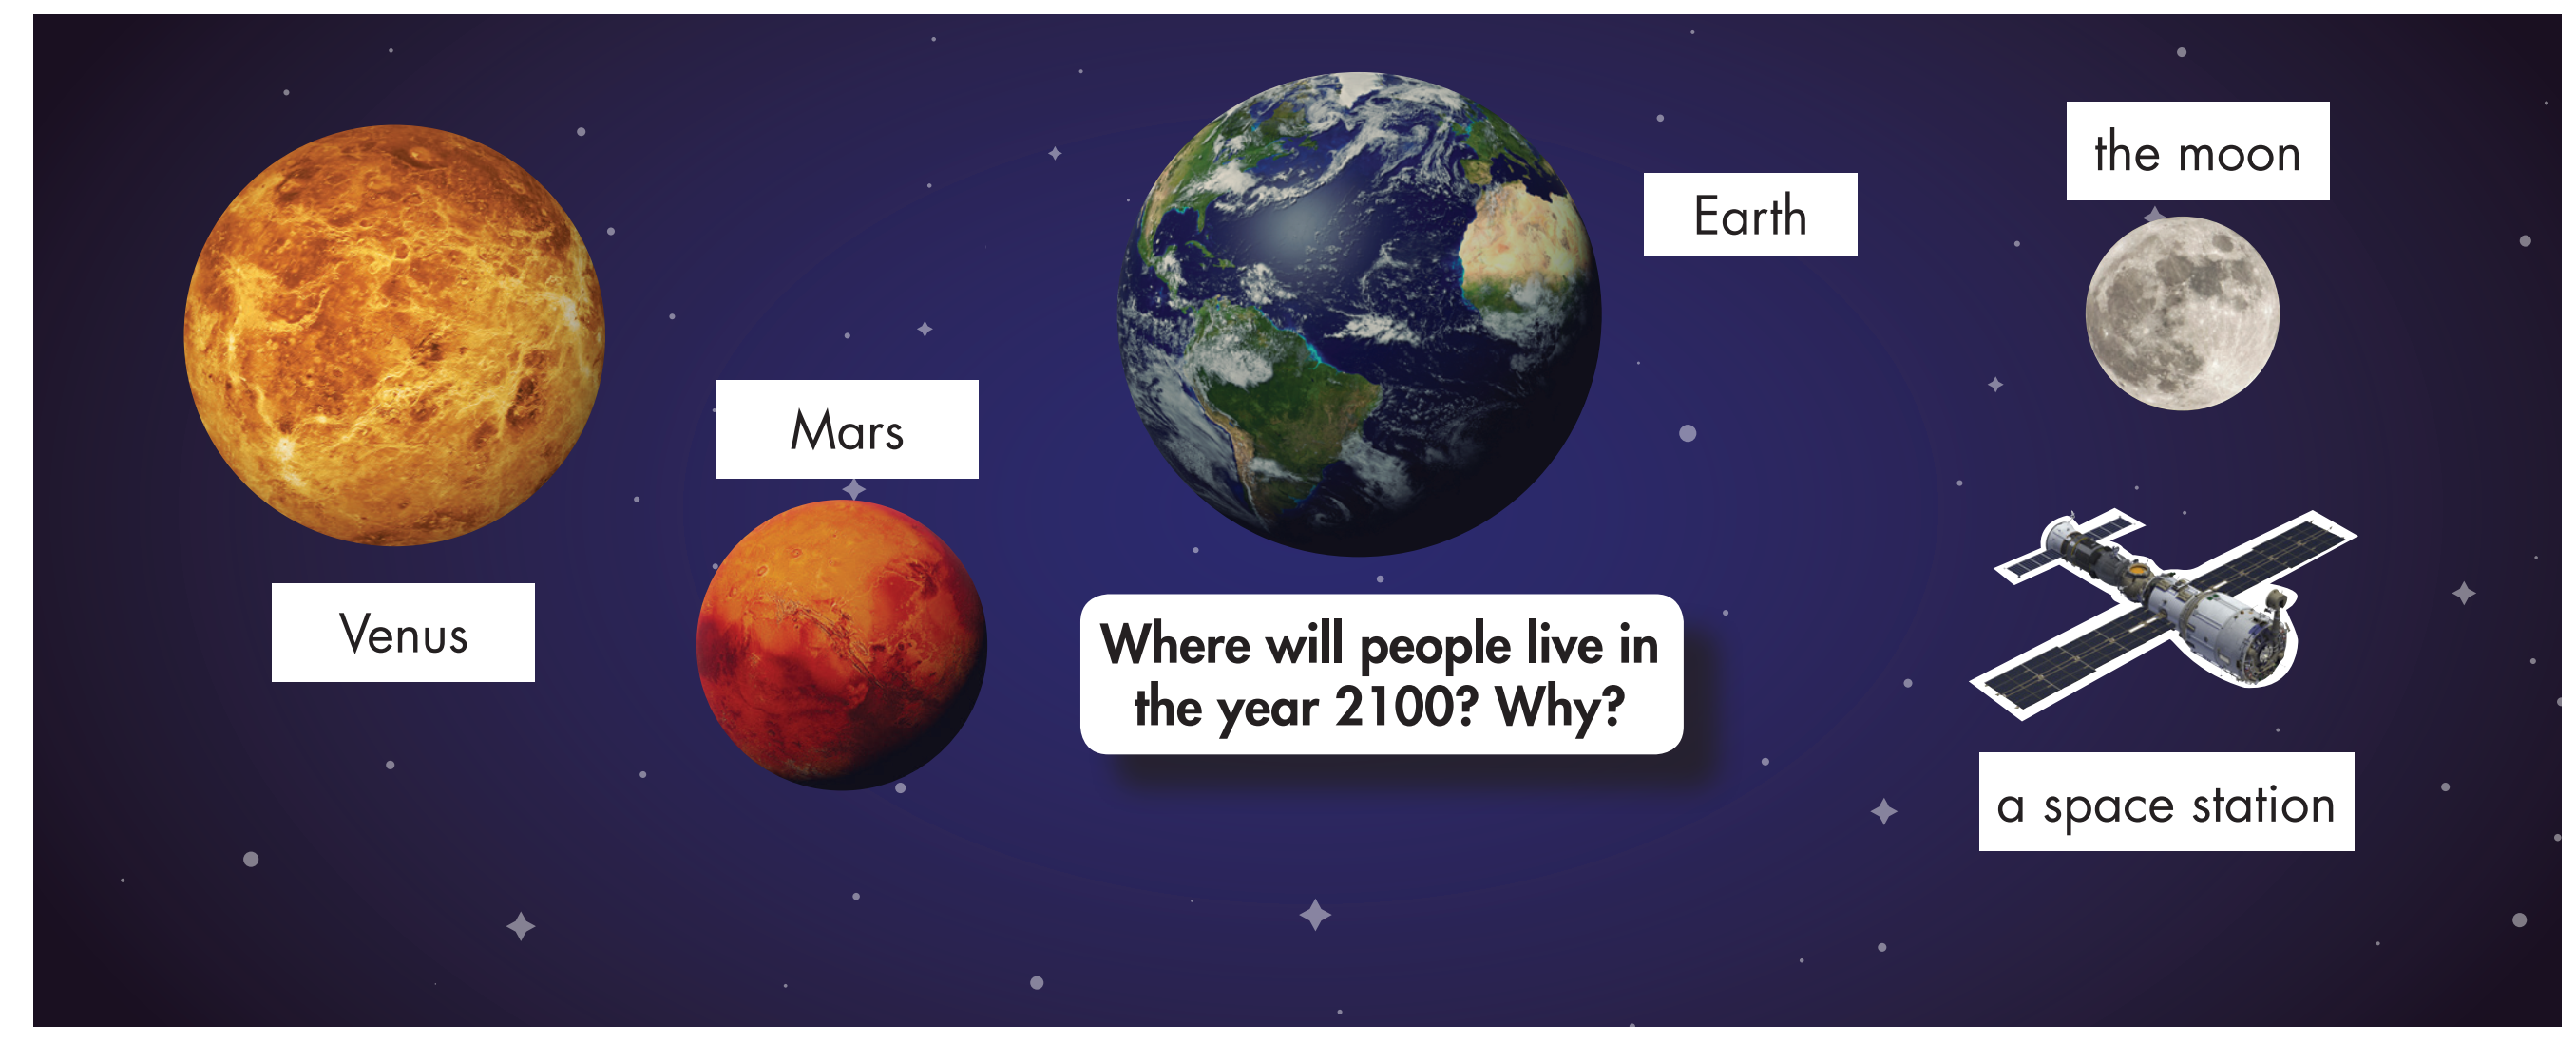 the moon
Earth
Mars
Venus
Where will people live in
the year 2100? Why?
a space station